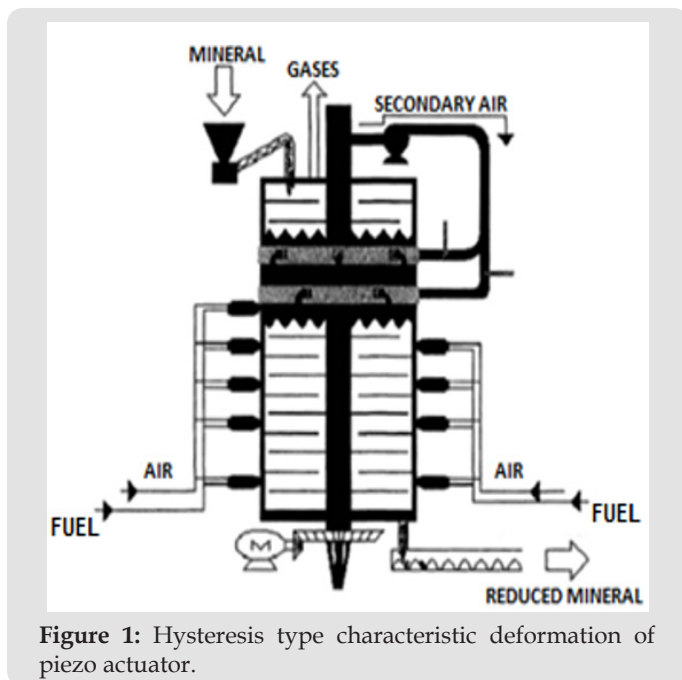 MINERAL
GASES
SECONDARY AIR
AIR
FUEL
AIR
FUEL
M
REDUCED MINERAL
Figure 1: Hysteresis type characteristic deformation of
piezo actuator.